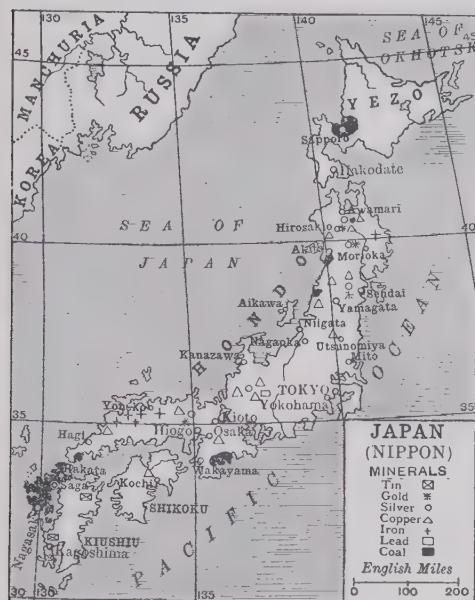 130
135
140
145
SEA OF
OKHOTSK
45
45
MANCHURIA
RUSSIA
KOREA
YEZO
Sapporo
Hakodate
Awamari
Hirosaki
SEA OF
JAPAN
40
40
Akita
Morioka
Sendai
Yamagata
Aikawa
Niigata
Nagaoka
Utsunomiya
Mito
Kanazawa
HONDO
OCEAN
TOKYO
Yokohama
35
35
Kioto
Hiogo
Osaka
Hagi
Wakayama
Hakata
Saga
Kochi
SHIKOKU
Nagasaki
KIUSHIU
Kagoshima
PACIFIC
30
130
135
JAPAN
(NIPPON)
MINERALS
Tin
Gold
Silver
Copper
Iron
Lead
Coal
English Miles
0 100 200